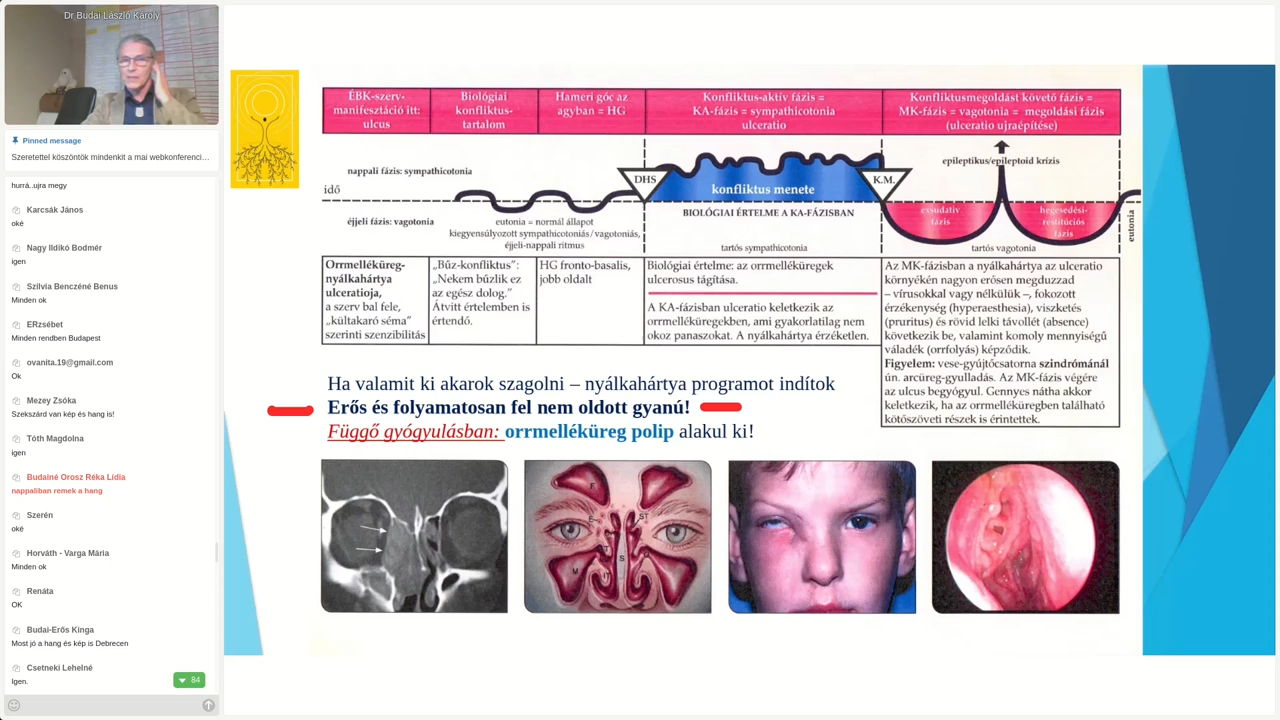 Dr Budai László Károly
Pinned message
Szeretettel köszöntök mindenkit a mai webkonferenci…
hurrá..ujra megy
Karcsák János
oké
Nagy Ildikó Bodmér
igen
Szilvia Benczéné Benus
Minden ok
ERzsébet
Minden rendben Budapest
ovanita.19@gmail.com
Ok
Mezey Zsóka
Szekszárd van kép és hang is!
Tóth Magdolna
igen
Budainé Orosz Réka Lídia
nappaliban remek a hang
Szerén
oké
Horváth - Varga Mária
Minden ok
Renáta
OK
Budai-Erős Kinga
Most jó a hang és kép is Debrecen
Csetneki Lehelné
Igen.
84
ÉBK-szerv-
manifesztáció itt:
ulcus
Biológiai
konfliktus-
tartalom
Hameri góc az
agyban = HG
Konfliktus-aktív fázis =
KA-fázis = sympathicotonia
ulceratio
Konfliktusmegoldást követő fázis =
MK-fázis = vagotonia = megoldási fázis
(ulceratio ujraépítése)
nappali fázis: sympathicotonia
idő
éjjeli fázis: vagotonia
eutonia = normál állapot
kiegyensúlyozott sympathicotoniás/vagotoniás,
éjjeli-nappali ritmus
DHS
konfliktus menete
K.M.
BIOLÓGIAI ÉRTELME A KA-FÁZISBAN
tartós sympathicotonia
epileptikus/epileptoid krízis
exsudatív
fázis
hegesedési-
restitúciós
fázis
tartós vagotonia
eutonia
Orrmelléküreg-
nyálkahártya
ulceratioja,
a szerv bal fele,
„kültakaró séma”
szerinti szenzibilitás
„Bűz-konfliktus”:
„Nekem bűzlik ez
az egész dolog.”
Átvitt értelemben is
értendő.
HG fronto-basalis,
jobb oldalt
Biológiai értelme: az orrmelléküregek
ulcerosus tágítása.
A KA-fázisban ulceratio keletkezik az
orrmelléküregekben, ami gyakorlatilag nem
okoz panaszokat. A nyálkahártya érzéketlen.
Az MK-fázisban a nyálkahártya az ulceratio
környékén nagyon erősen megduzzad
– vírusokkal vagy nélkülük –, fokozott
érzékenység (hyperaesthesia), viszketés
(pruritus) és rövid lelki távollét (absence)
következik be, valamint komoly mennyiségű
váladék (orrfolyás) képződik.
Figyelem: vese-gyűjtőcsatorna szindrómánál
ún. arcüreg-gyulladás. Az MK-fázis végére
az ulcus begyógyul. Gennyes nátha akkor
keletkezik, ha az orrmelléküregben található
kötőszöveti részek is érintettek.
Ha valamit ki akarok szagolni – nyálkahártya programot indítok
Erős és folyamatosan fel nem oldott gyanú!
Függő gyógyulásban: orrmelléküreg polip alakul ki!
F
E
ST
M
S
IT